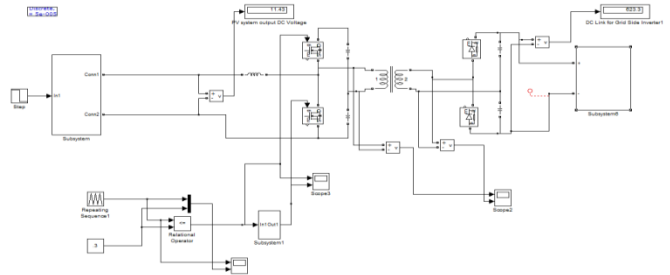 Discrete,
11.43
PV system output DC Voltage
DC Link for Grid Side Inverter1
Step
In1
Conn1
Conn2
Subsystem
+
-
v
1
2
+
-
v
+
-
Subsystem6
+
-
v
+
-
v
Scope3
Scope2
Repeating
Sequence1
.3
Relational
Operator
In1 Out1
Subsystem1